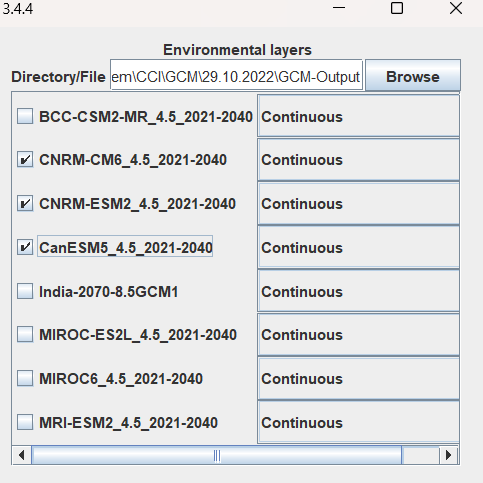 3.4.4
Environmental layers
Directory/File em\CCI\GCM\29.10.2022\GCM-Output Browse
BCC-CSM2-MR_4.5_2021-2040 Continuous
CNRM-CM6_4.5_2021-2040 Continuous
CNRM-ESM2_4.5_2021-2040 Continuous
CanESM5_4.5_2021-2040 Continuous
India-2070-8.5GCM1 Continuous
MIROC-ES2L_4.5_2021-2040 Continuous
MIROC6_4.5_2021-2040 Continuous
MRI-ESM2_4.5_2021-2040 Continuous